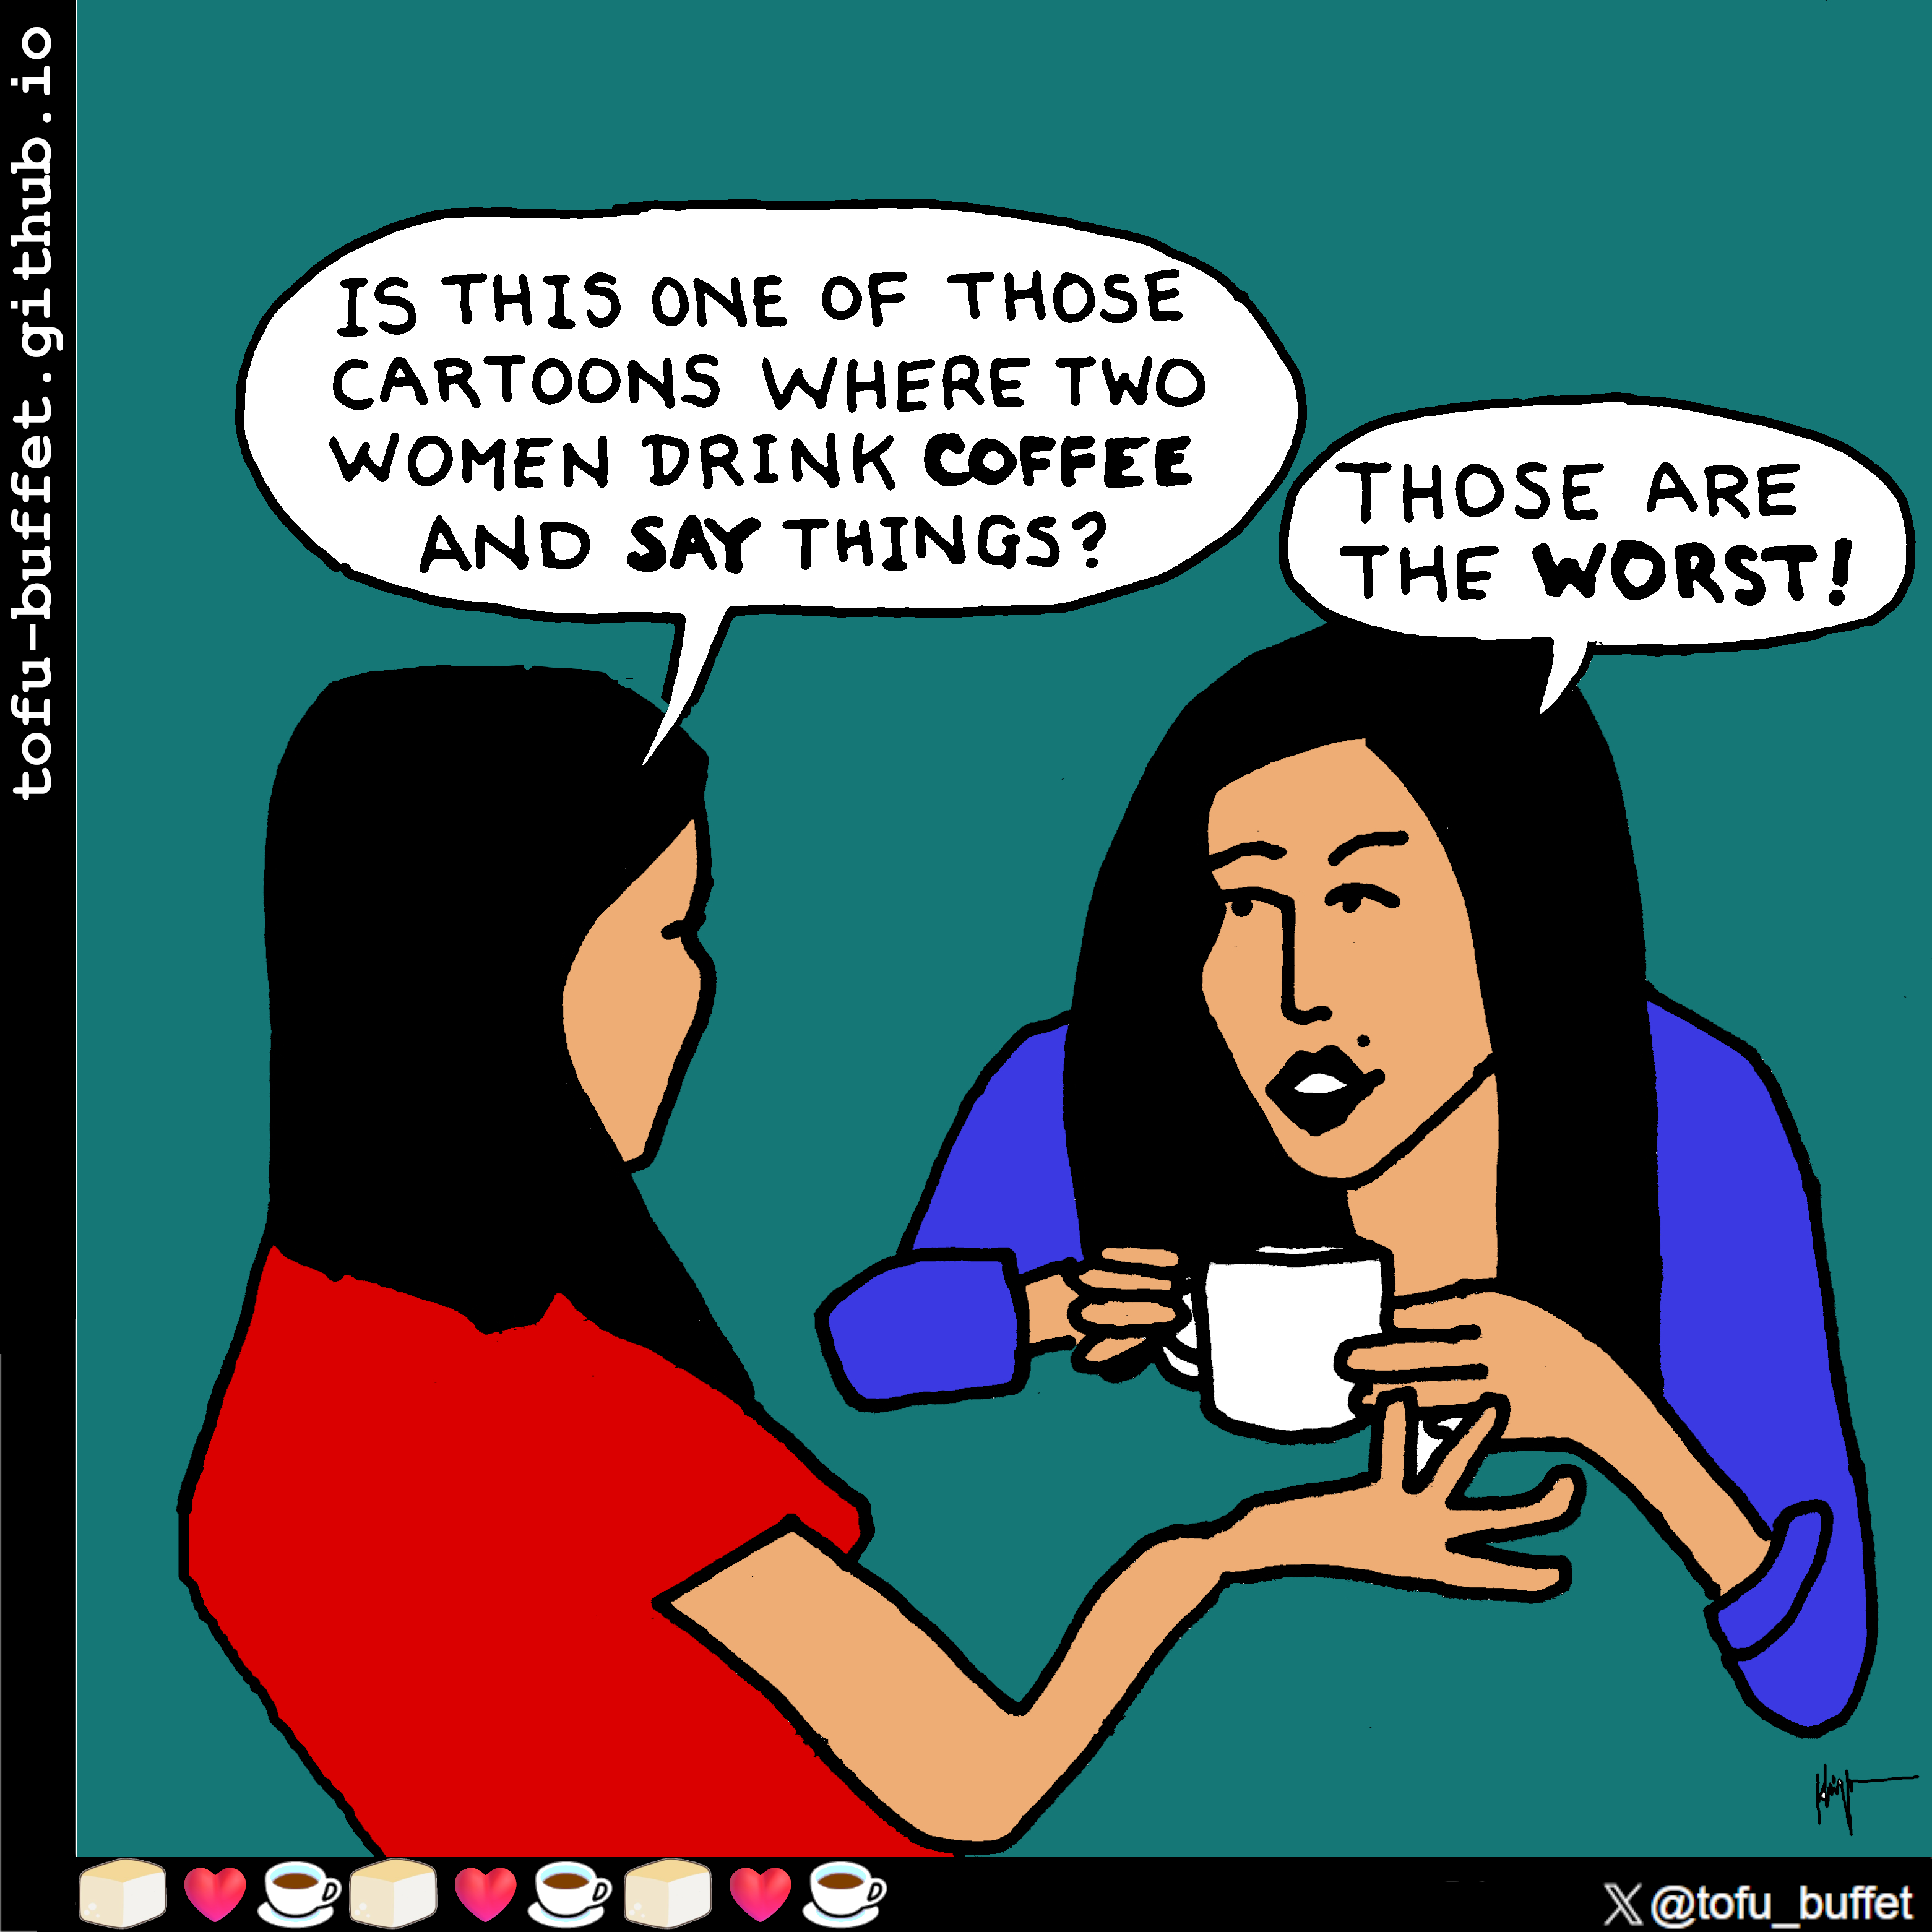 tofu-buffet.github.io
IS THIS ONE OF THOSE
CARTOONS WHERE TWO
WOMEN DRINK COFFEE
AND SAY THINGS?
THOSE ARE
THE WORST!
𝕏 @tofu_buffet